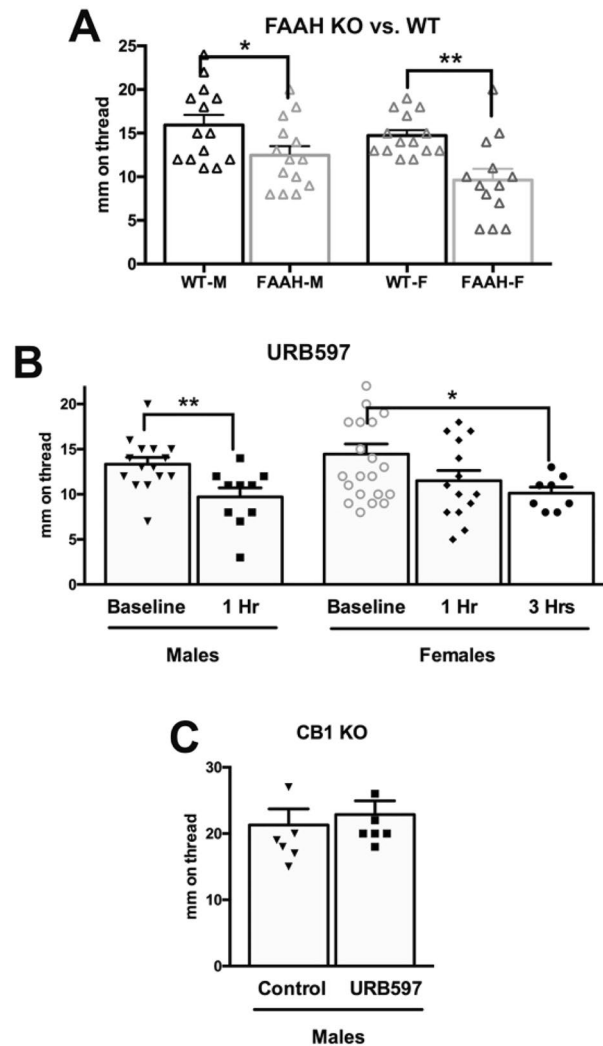 A
FAAH KO vs. WT
mm on thread
25
20
15
10
5
0
*
**
WT-M
FAAH-M
WT-F
FAAH-F
B
URB597
mm on thread
20
15
10
5
0
**
*
Baseline
1 Hr
Baseline
1 Hr
3 Hrs
Males
Females
C
CB1 KO
mm on thread
30
20
10
0
Control
URB597
Males